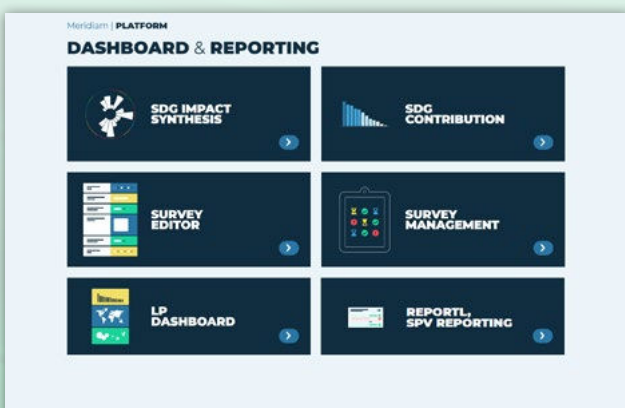 Meridiam | PLATFORM
DASHBOARD & REPORTING
SDG IMPACT
SYNTHESIS
SDG
CONTRIBUTION
SURVEY
EDITOR
SURVEY
MANAGEMENT
LP
DASHBOARD
REPORTL,
SPV REPORTING